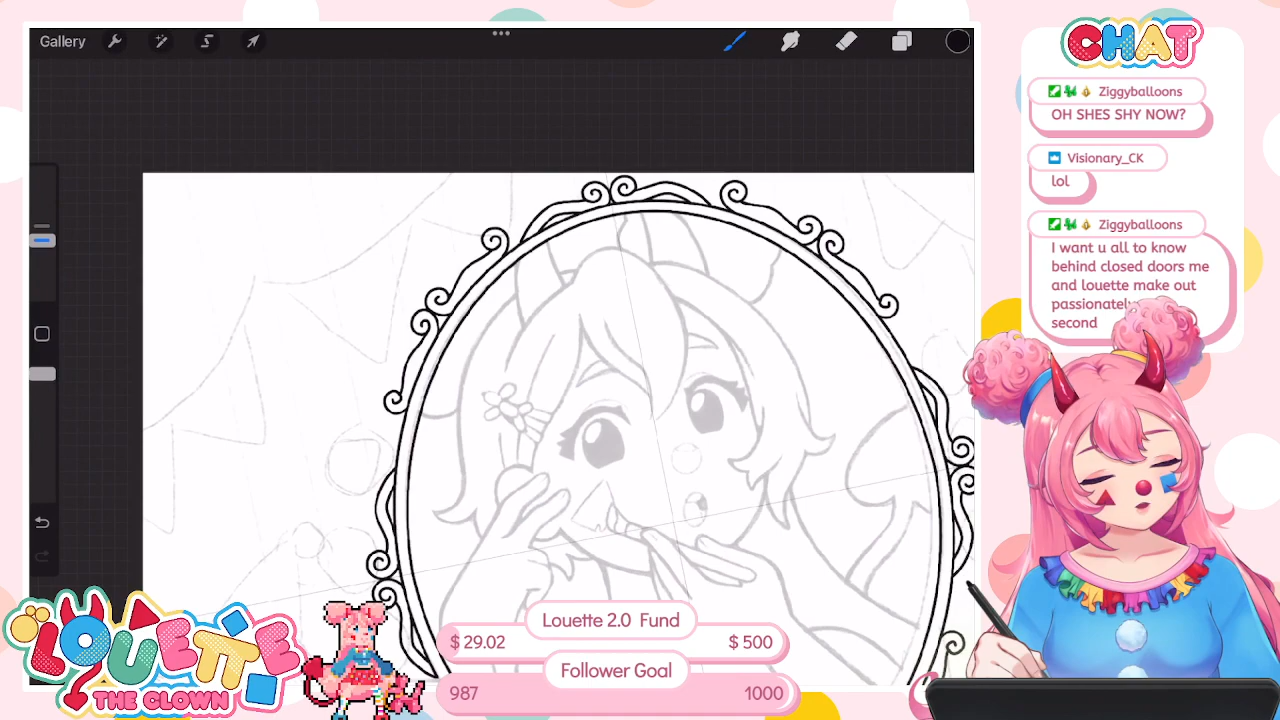 Gallery
CHAT
Ziggyballoons
OH SHES SHY NOW?
Visionary_CK
lol
Ziggyballoons
I want u all to know
behind closed doors me
and louette make out
passionately
second
LOUETTE
THE CLOWN
Louette 2.0 Fund
$ 29.02 $ 500
Follower Goal
987 1000